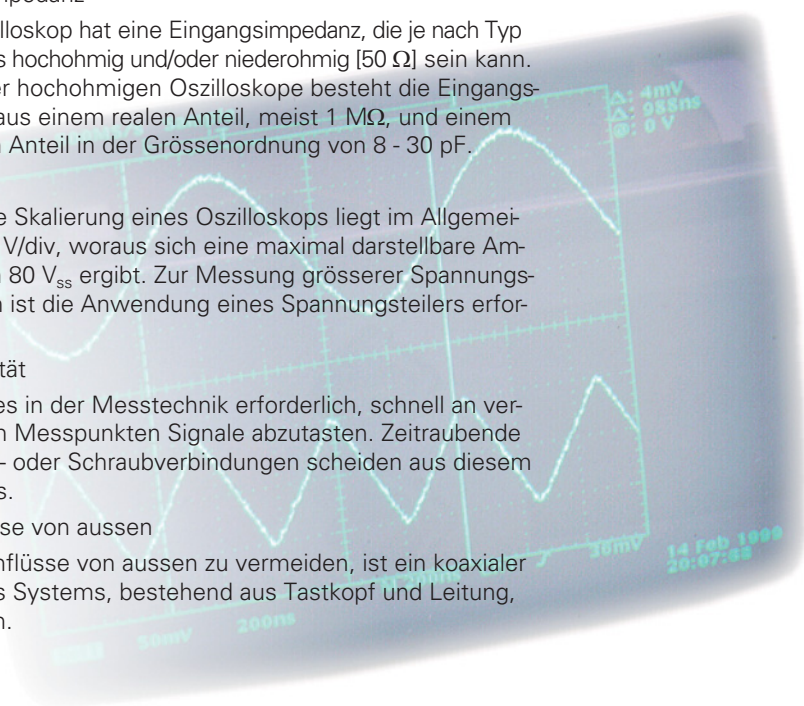 mpedanz
illoskop hat eine Eingangsimpedanz, die je nach Typ
s hochohmig und/oder niederohmig [50 Ω] sein kann.
er hochohmigen Oszilloskope besteht die Eingangs-
aus einem realen Anteil, meist 1 MΩ, und einem
n Anteil in der Grössenordnung von 8 - 30 pF.
Δ: 4mV
Δ: 988ns
@: 0 V
e Skalierung eines Oszilloskops liegt im Allgemei-
V/div, woraus sich eine maximal darstellbare Am-
n 80 Vss ergibt. Zur Messung grösserer Spannungs-
n ist die Anwendung eines Spannungsteilers erfor-
tät
es in der Messtechnik erforderlich, schnell an ver-
n Messpunkten Signale abzutasten. Zeitraubende
- oder Schraubverbindungen scheiden aus diesem
s.
sse von aussen
nflüsse von aussen zu vermeiden, ist ein koaxialer
s Systems, bestehend aus Tastkopf und Leitung,
n.
50mV 200ns
14 Feb 1999
20:07:38